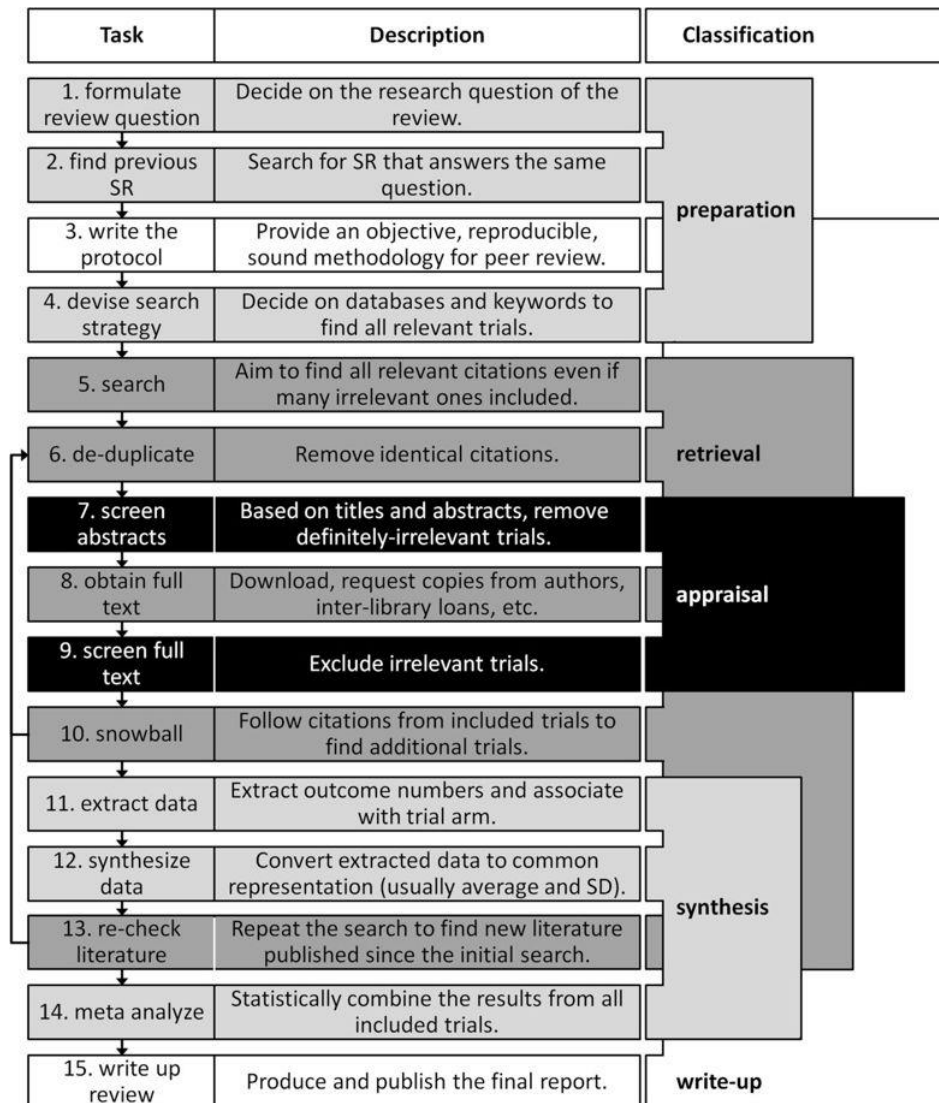 Task
Description
Classification
1. formulate
review question
Decide on the research question of the
review.
2. find previous
SR
Search for SR that answers the same
question.
3. write the
protocol
Provide an objective, reproducible,
sound methodology for peer review.
4. devise search
strategy
Decide on databases and keywords to
find all relevant trials.
preparation
5. search
Aim to find all relevant citations even if
many irrelevant ones included.
6. de-duplicate
Remove identical citations.
retrieval
7. screen
abstracts
Based on titles and abstracts, remove
definitely-irrelevant trials.
8. obtain full
text
Download, request copies from authors,
inter-library loans, etc.
appraisal
9. screen full
text
Exclude irrelevant trials.
10. snowball
Follow citations from included trials to
find additional trials.
11. extract data
Extract outcome numbers and associate
with trial arm.
12. synthesize
data
Convert extracted data to common
representation (usually average and SD).
synthesis
13. re-check
literature
Repeat the search to find new literature
published since the initial search.
14. meta analyze
Statistically combine the results from all
included trials.
15. write up
review
Produce and publish the final report.
write-up